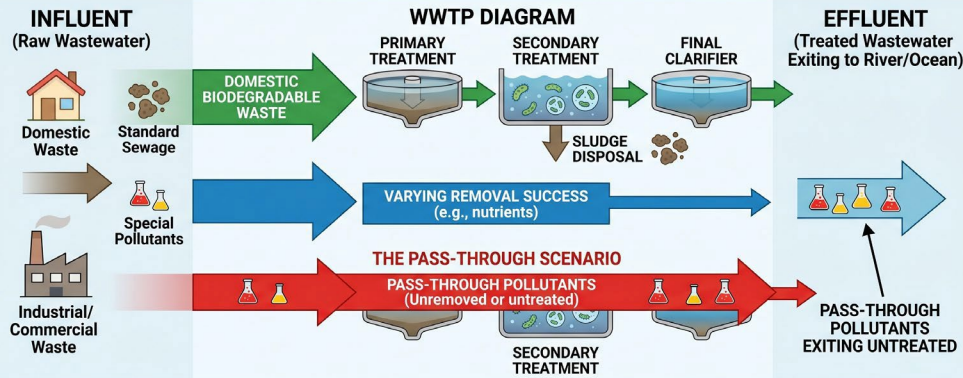 INFLUENT
(Raw Wastewater)
WWTP DIAGRAM
EFFLUENT
(Treated Wastewater
Exiting to River/Ocean)
PRIMARY
TREATMENT
SECONDARY
TREATMENT
FINAL
CLARIFIER
DOMESTIC
BIODEGRADABLE
WASTE
Domestic
Waste
Standard
Sewage
SLUDGE
DISPOSAL
Special
Pollutants
VARYING REMOVAL SUCCESS
(e.g., nutrients)
THE PASS-THROUGH SCENARIO
PASS-THROUGH POLLUTANTS
(Unremoved or untreated)
Industrial/
Commercial
Waste
SECONDARY
TREATMENT
PASS-THROUGH
POLLUTANTS
EXITING UNTREATED